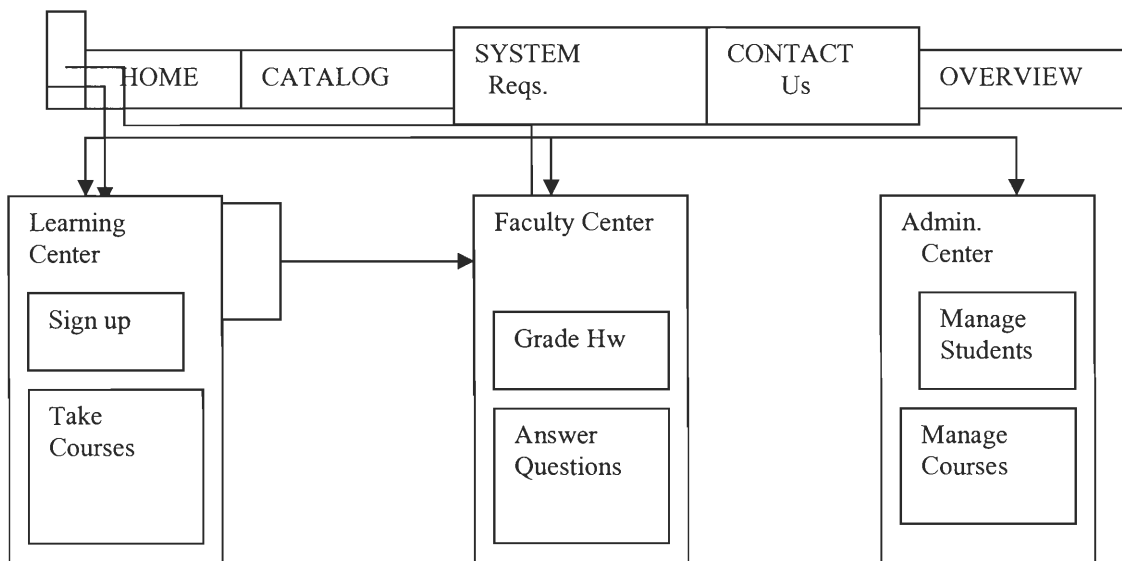 HOME
CATALOG
SYSTEM
Reqs.
CONTACT
Us
OVERVIEW
Learning
Center
Sign up
Take
Courses
Faculty Center
Grade Hw
Answer
Questions
Admin.
Center
Manage
Students
Manage
Courses